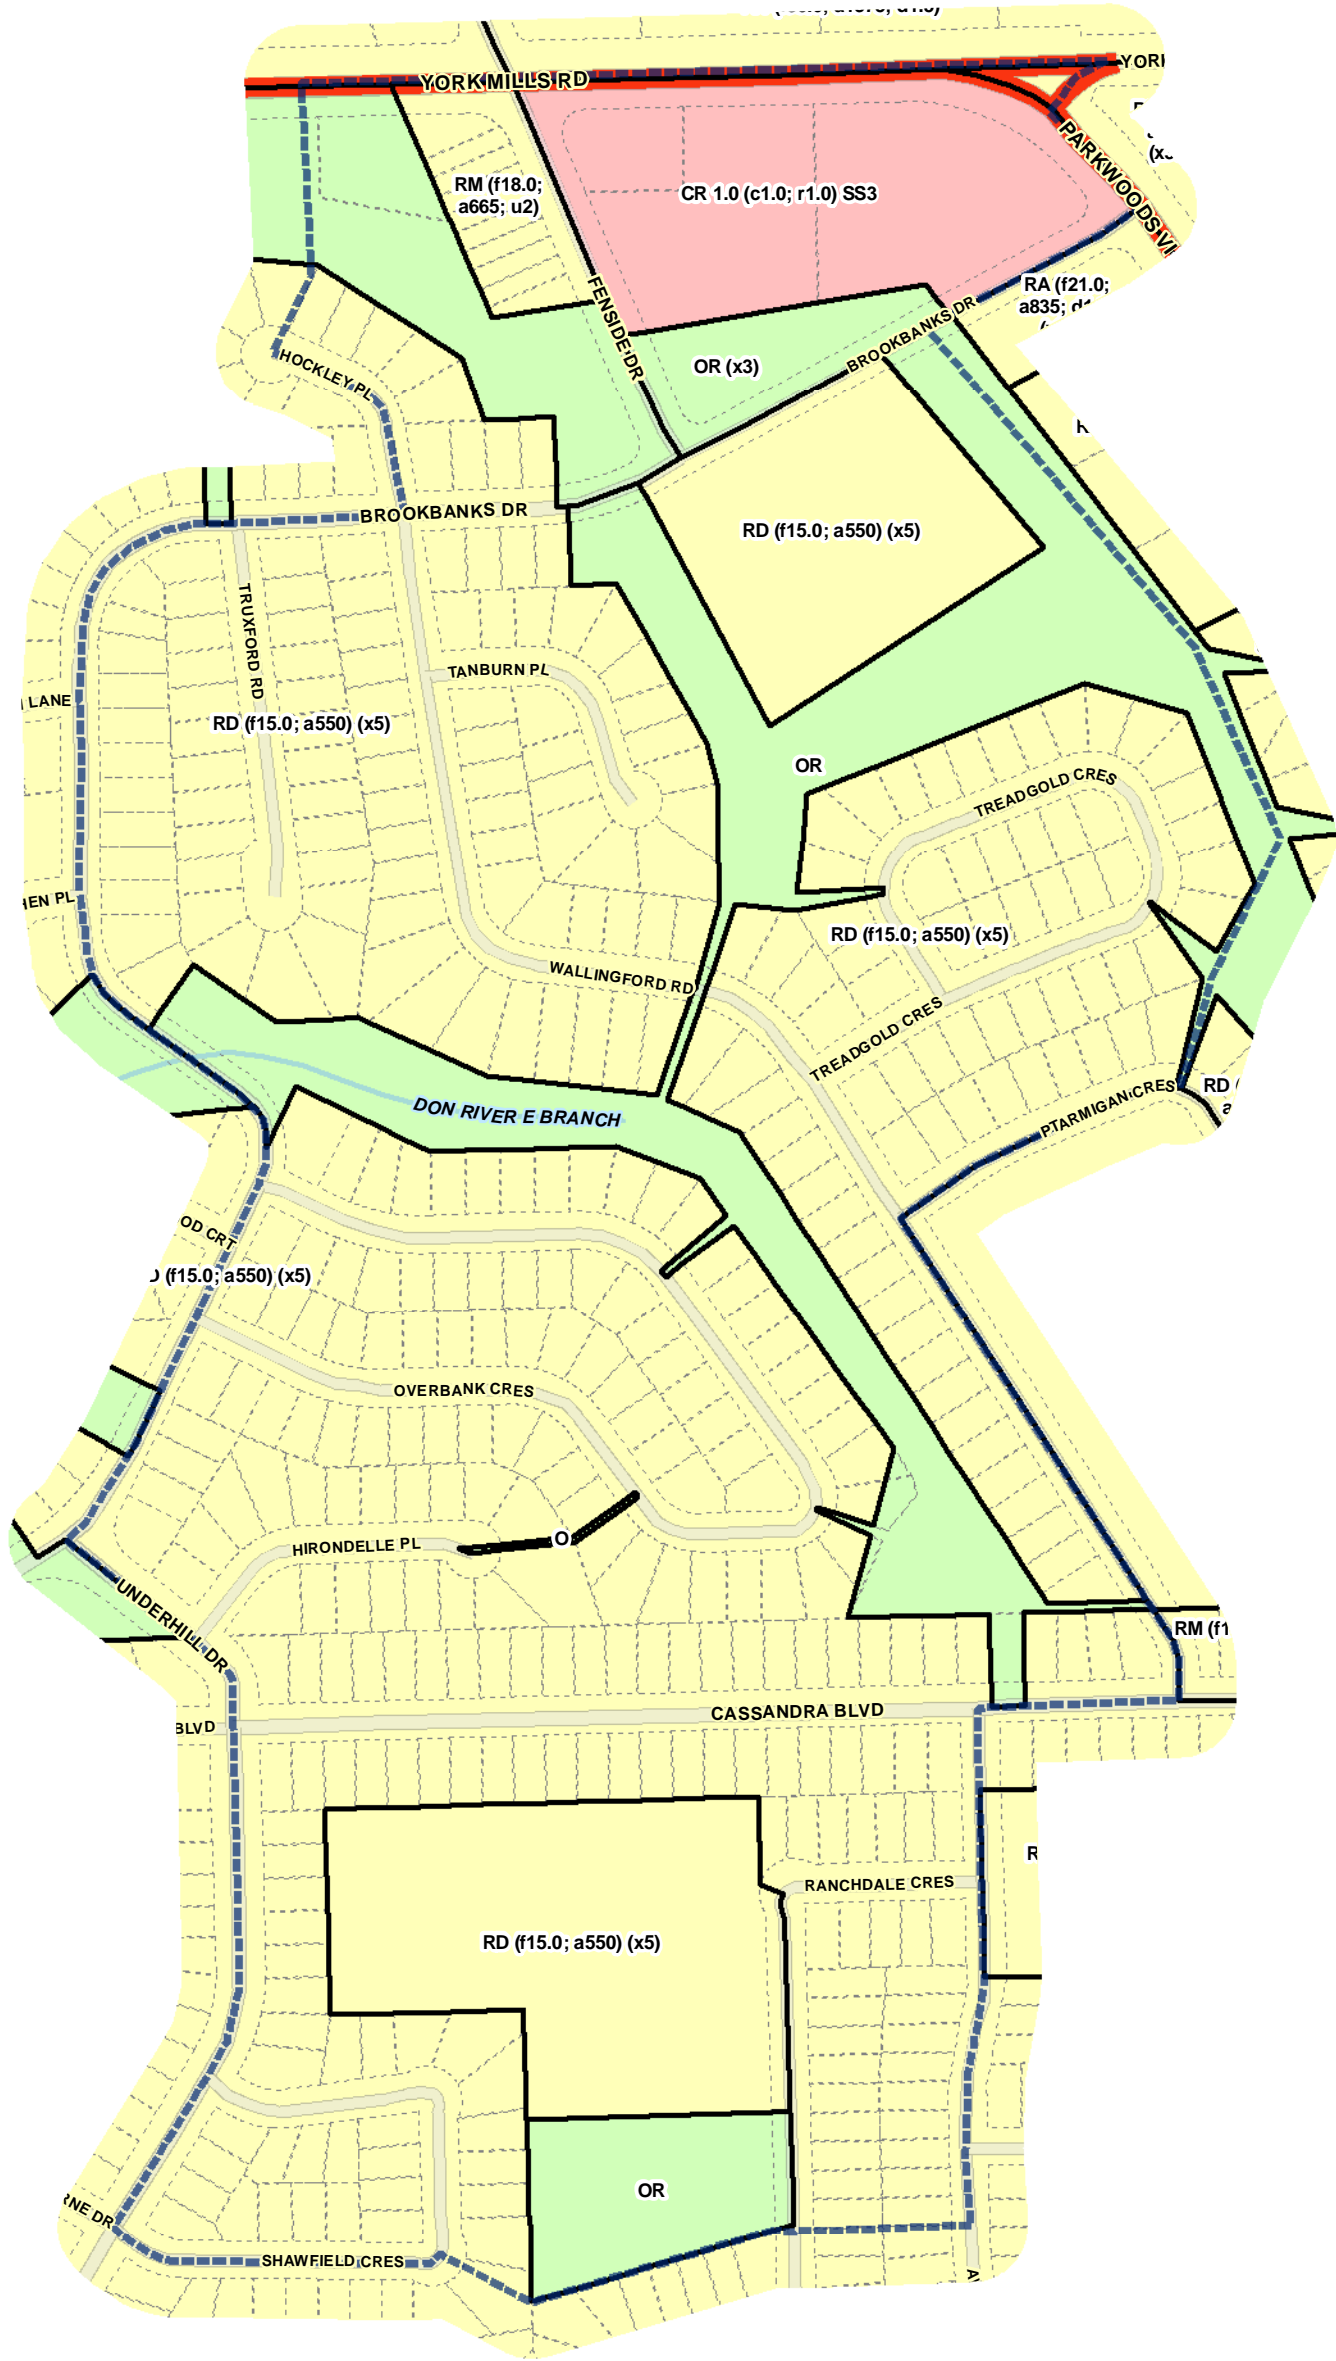 YORK MILLS RD
YORK
PARKWOODS VI
RM (f18.0;
a665; u2)
CR 1.0 (c1.0; r1.0) SS3
FENSIDE DR
RA (f21.0;
a835; d1
BROOKBANKS DR
OR (x3)
HOCKLEY PL
BROOKBANKS DR
RD (f15.0; a550) (x5)
TRUXFORD RD
TANBURN PL
LANE
RD (f15.0; a550) (x5)
OR
TREADGOLD CRES
HEN PL
RD (f15.0; a550) (x5)
WALLINGFORD RD
TREADGOLD CRES
PTARMIGAN CRES
RD (
a
DON RIVER E BRANCH
OD CRT
D (f15.0; a550) (x5)
OVERBANK CRES
O
HIRONDELLE PL
UNDERHILL DR
RM (f1
BLVD
CASSANDRA BLVD
R
RANCHDALE CRES
RD (f15.0; a550) (x5)
OR
RNE DR
SHAWFIELD CRES